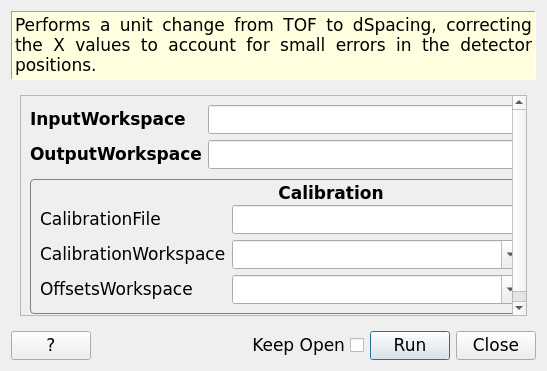 Performs a unit change from TOF to dSpacing, correcting
the X values to account for small errors in the detector
positions.
InputWorkspace
OutputWorkspace
Calibration
CalibrationFile
CalibrationWorkspace
OffsetsWorkspace
? Keep Open Run Close